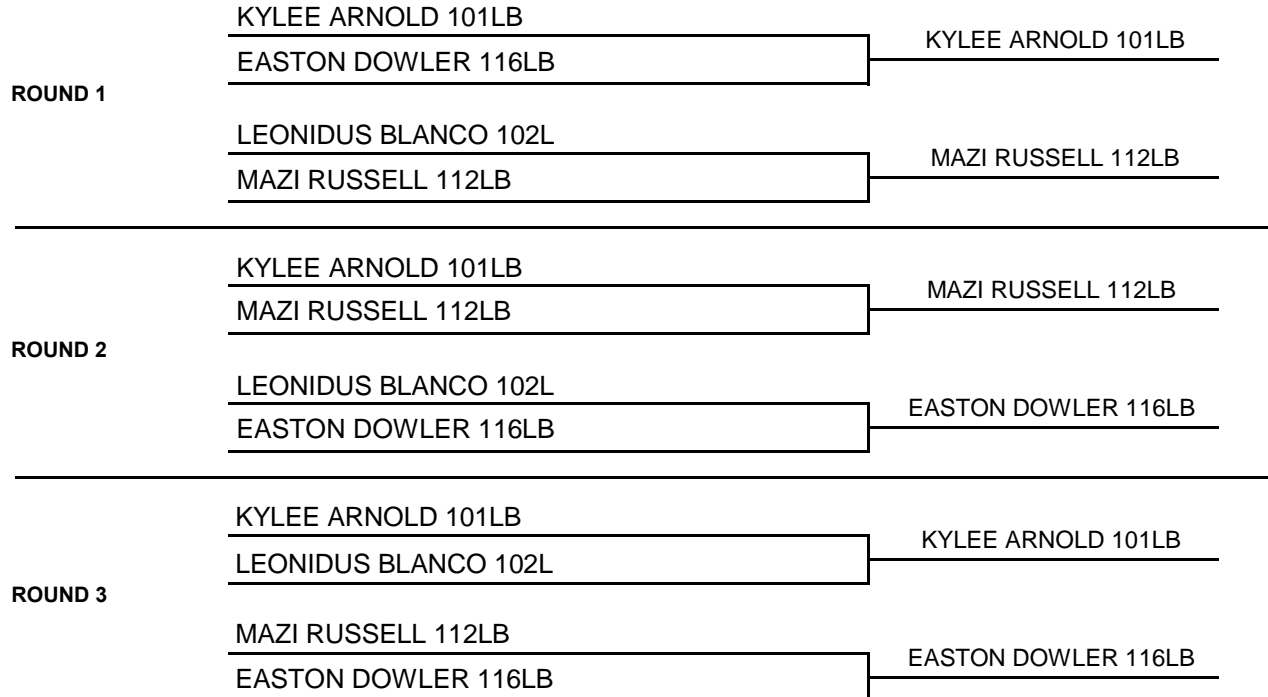 KYLEE ARNOLD 101LB
KYLEE ARNOLD 101LB
EASTON DOWLER 116LB
ROUND 1
LEONIDUS BLANCO 102L
MAZI RUSSELL 112LB
MAZI RUSSELL 112LB
KYLEE ARNOLD 101LB
MAZI RUSSELL 112LB
MAZI RUSSELL 112LB
ROUND 2
LEONIDUS BLANCO 102L
EASTON DOWLER 116LB
EASTON DOWLER 116LB
KYLEE ARNOLD 101LB
KYLEE ARNOLD 101LB
LEONIDUS BLANCO 102L
ROUND 3
MAZI RUSSELL 112LB
EASTON DOWLER 116LB
EASTON DOWLER 116LB